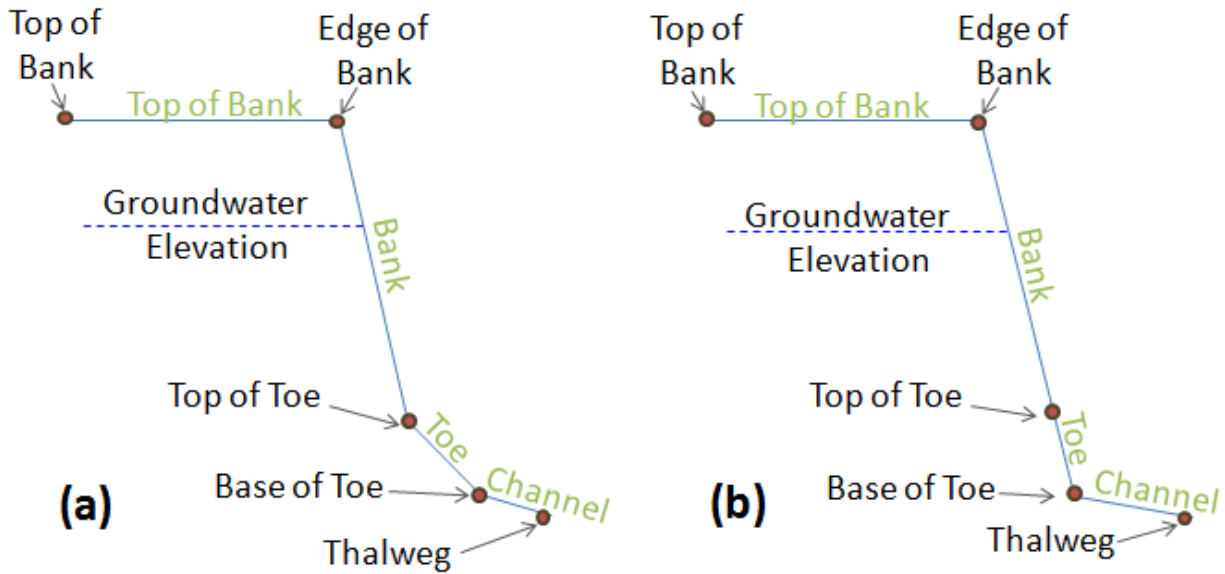 Top of
Bank
Edge of
Bank
Top of Bank
Groundwater
Elevation
Bank
Top of Toe
Toe
Base of Toe
Channel
Thalweg
(a)
Top of
Bank
Edge of
Bank
Top of Bank
Groundwater
Elevation
Bank
Top of Toe
Toe
Base of Toe
Channel
Thalweg
(b)